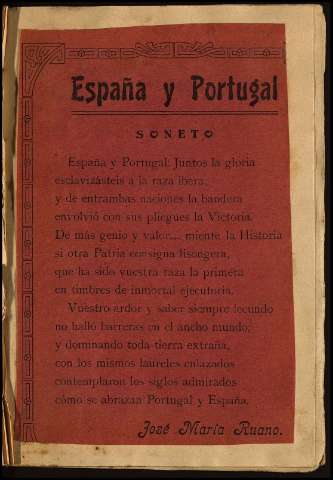 España y Portugal
SONETO
España y Portugal: Juntos la gloria
esclavizásteis a la raza ibera;
y de entrambas naciones la bandera
envolvió con sus pliegues la Victoria.
De más genio y valor... miente la Historia
si otra Patria consigna lisongera,
que ha sido vuestra raza la primera
en timbres de inmortal ejecutoria.
Vuestro ardor y saber siempre fecundo
no halló barreras en el ancho mundo;
y dominando toda tierra extraña,
con los mismos laureles enlazados
contemplaron los siglos admirados
cómo se abrazan Portugal y España.
José María Ruano.